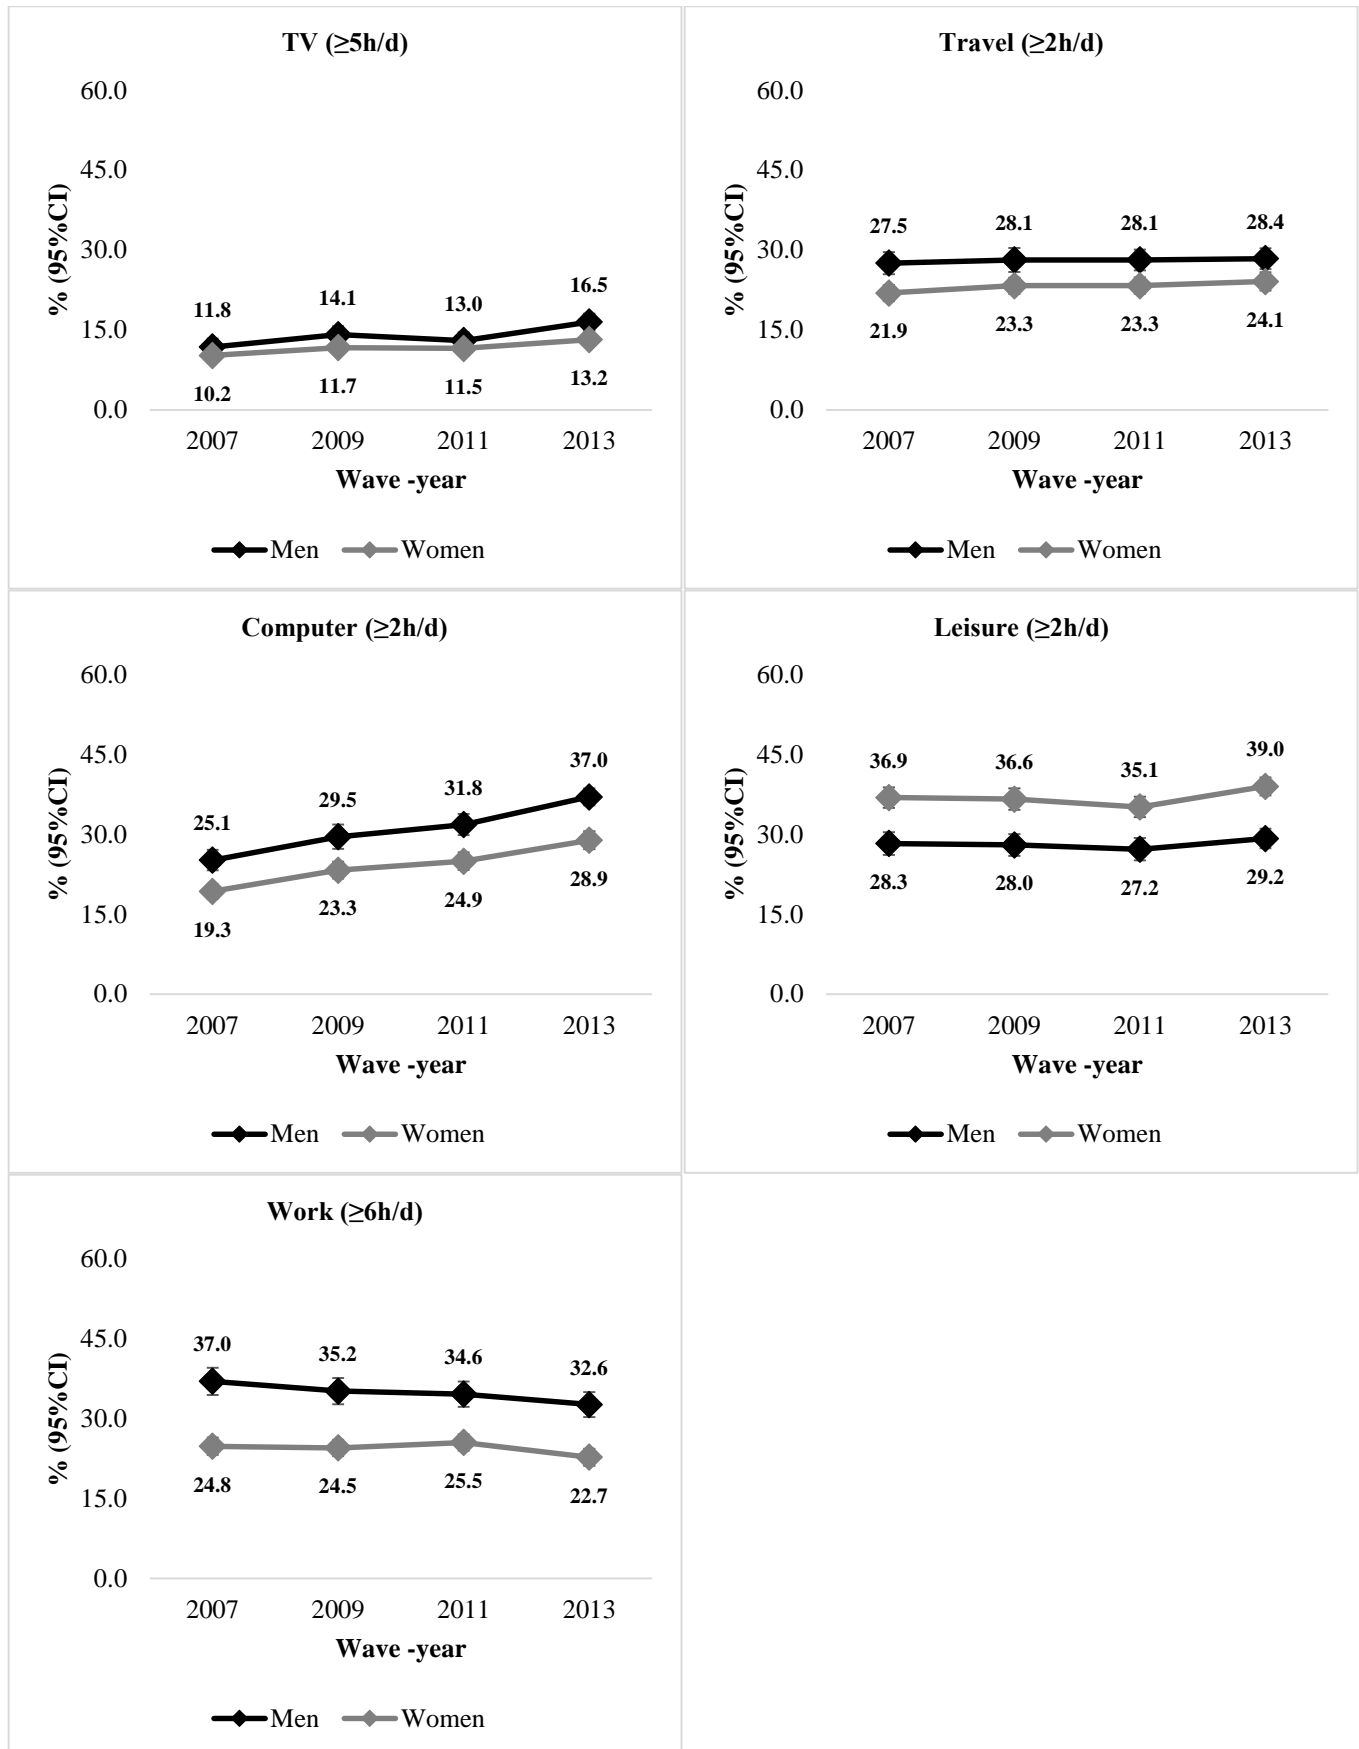 TV (≥5h/d)
60.0
45.0
30.0
15.0
0.0
% (95%CI)
11.8 14.1 13.0 16.5
10.2 11.7 11.5 13.2
2007 2009 2011 2013
Wave -year
Men Women
Travel (≥2h/d)
60.0
45.0
30.0
15.0
0.0
% (95%CI)
27.5 28.1 28.1 28.4
21.9 23.3 23.3 24.1
2007 2009 2011 2013
Wave -year
Men Women
Computer (≥2h/d)
60.0
45.0
30.0
15.0
0.0
% (95%CI)
25.1 29.5 31.8 37.0
19.3 23.3 24.9 28.9
2007 2009 2011 2013
Wave -year
Men Women
Leisure (≥2h/d)
60.0
45.0
30.0
15.0
0.0
% (95%CI)
36.9 36.6 35.1 39.0
28.3 28.0 27.2 29.2
2007 2009 2011 2013
Wave -year
Men Women
Work (≥6h/d)
60.0
45.0
30.0
15.0
0.0
% (95%CI)
37.0 35.2 34.6 32.6
24.8 24.5 25.5 22.7
2007 2009 2011 2013
Wave -year
Men Women